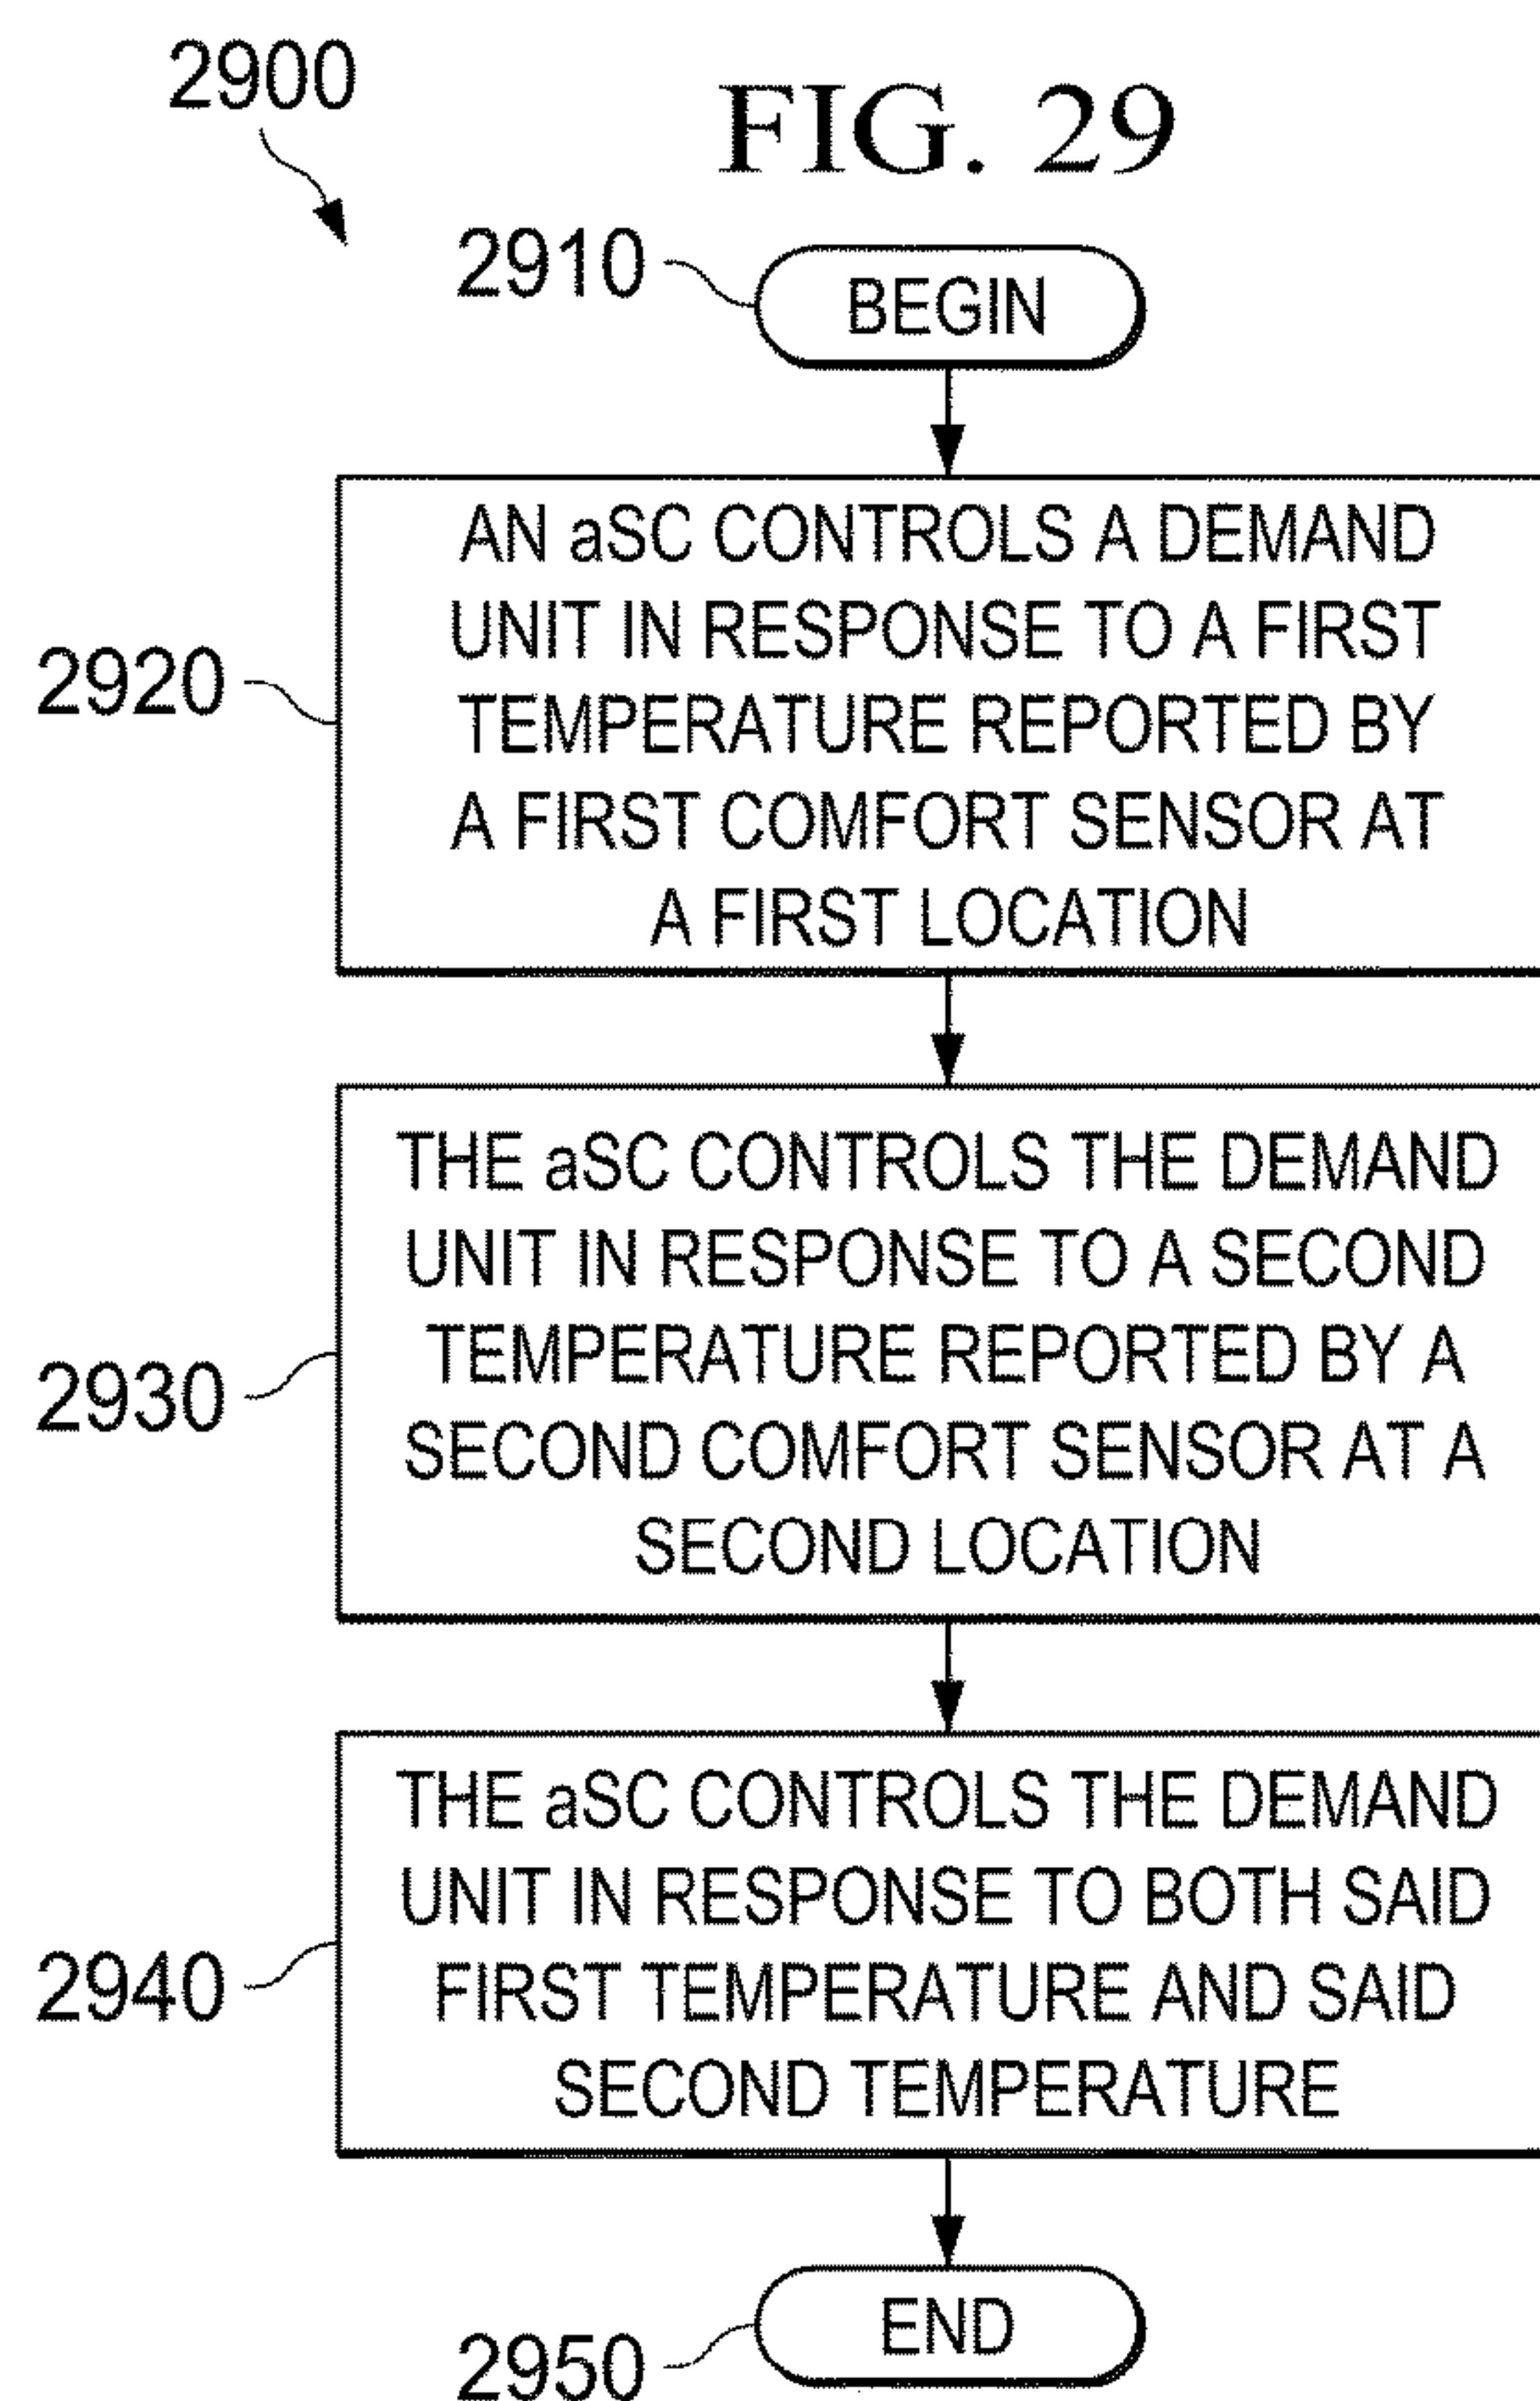 2900
FIG. 29
2910
BEGIN
2920
AN aSC CONTROLS A DEMAND
UNIT IN RESPONSE TO A FIRST
TEMPERATURE REPORTED BY
A FIRST COMFORT SENSOR AT
A FIRST LOCATION
2930
THE aSC CONTROLS THE DEMAND
UNIT IN RESPONSE TO A SECOND
TEMPERATURE REPORTED BY A
SECOND COMFORT SENSOR AT A
SECOND LOCATION
2940
THE aSC CONTROLS THE DEMAND
UNIT IN RESPONSE TO BOTH SAID
FIRST TEMPERATURE AND SAID
SECOND TEMPERATURE
2950
END